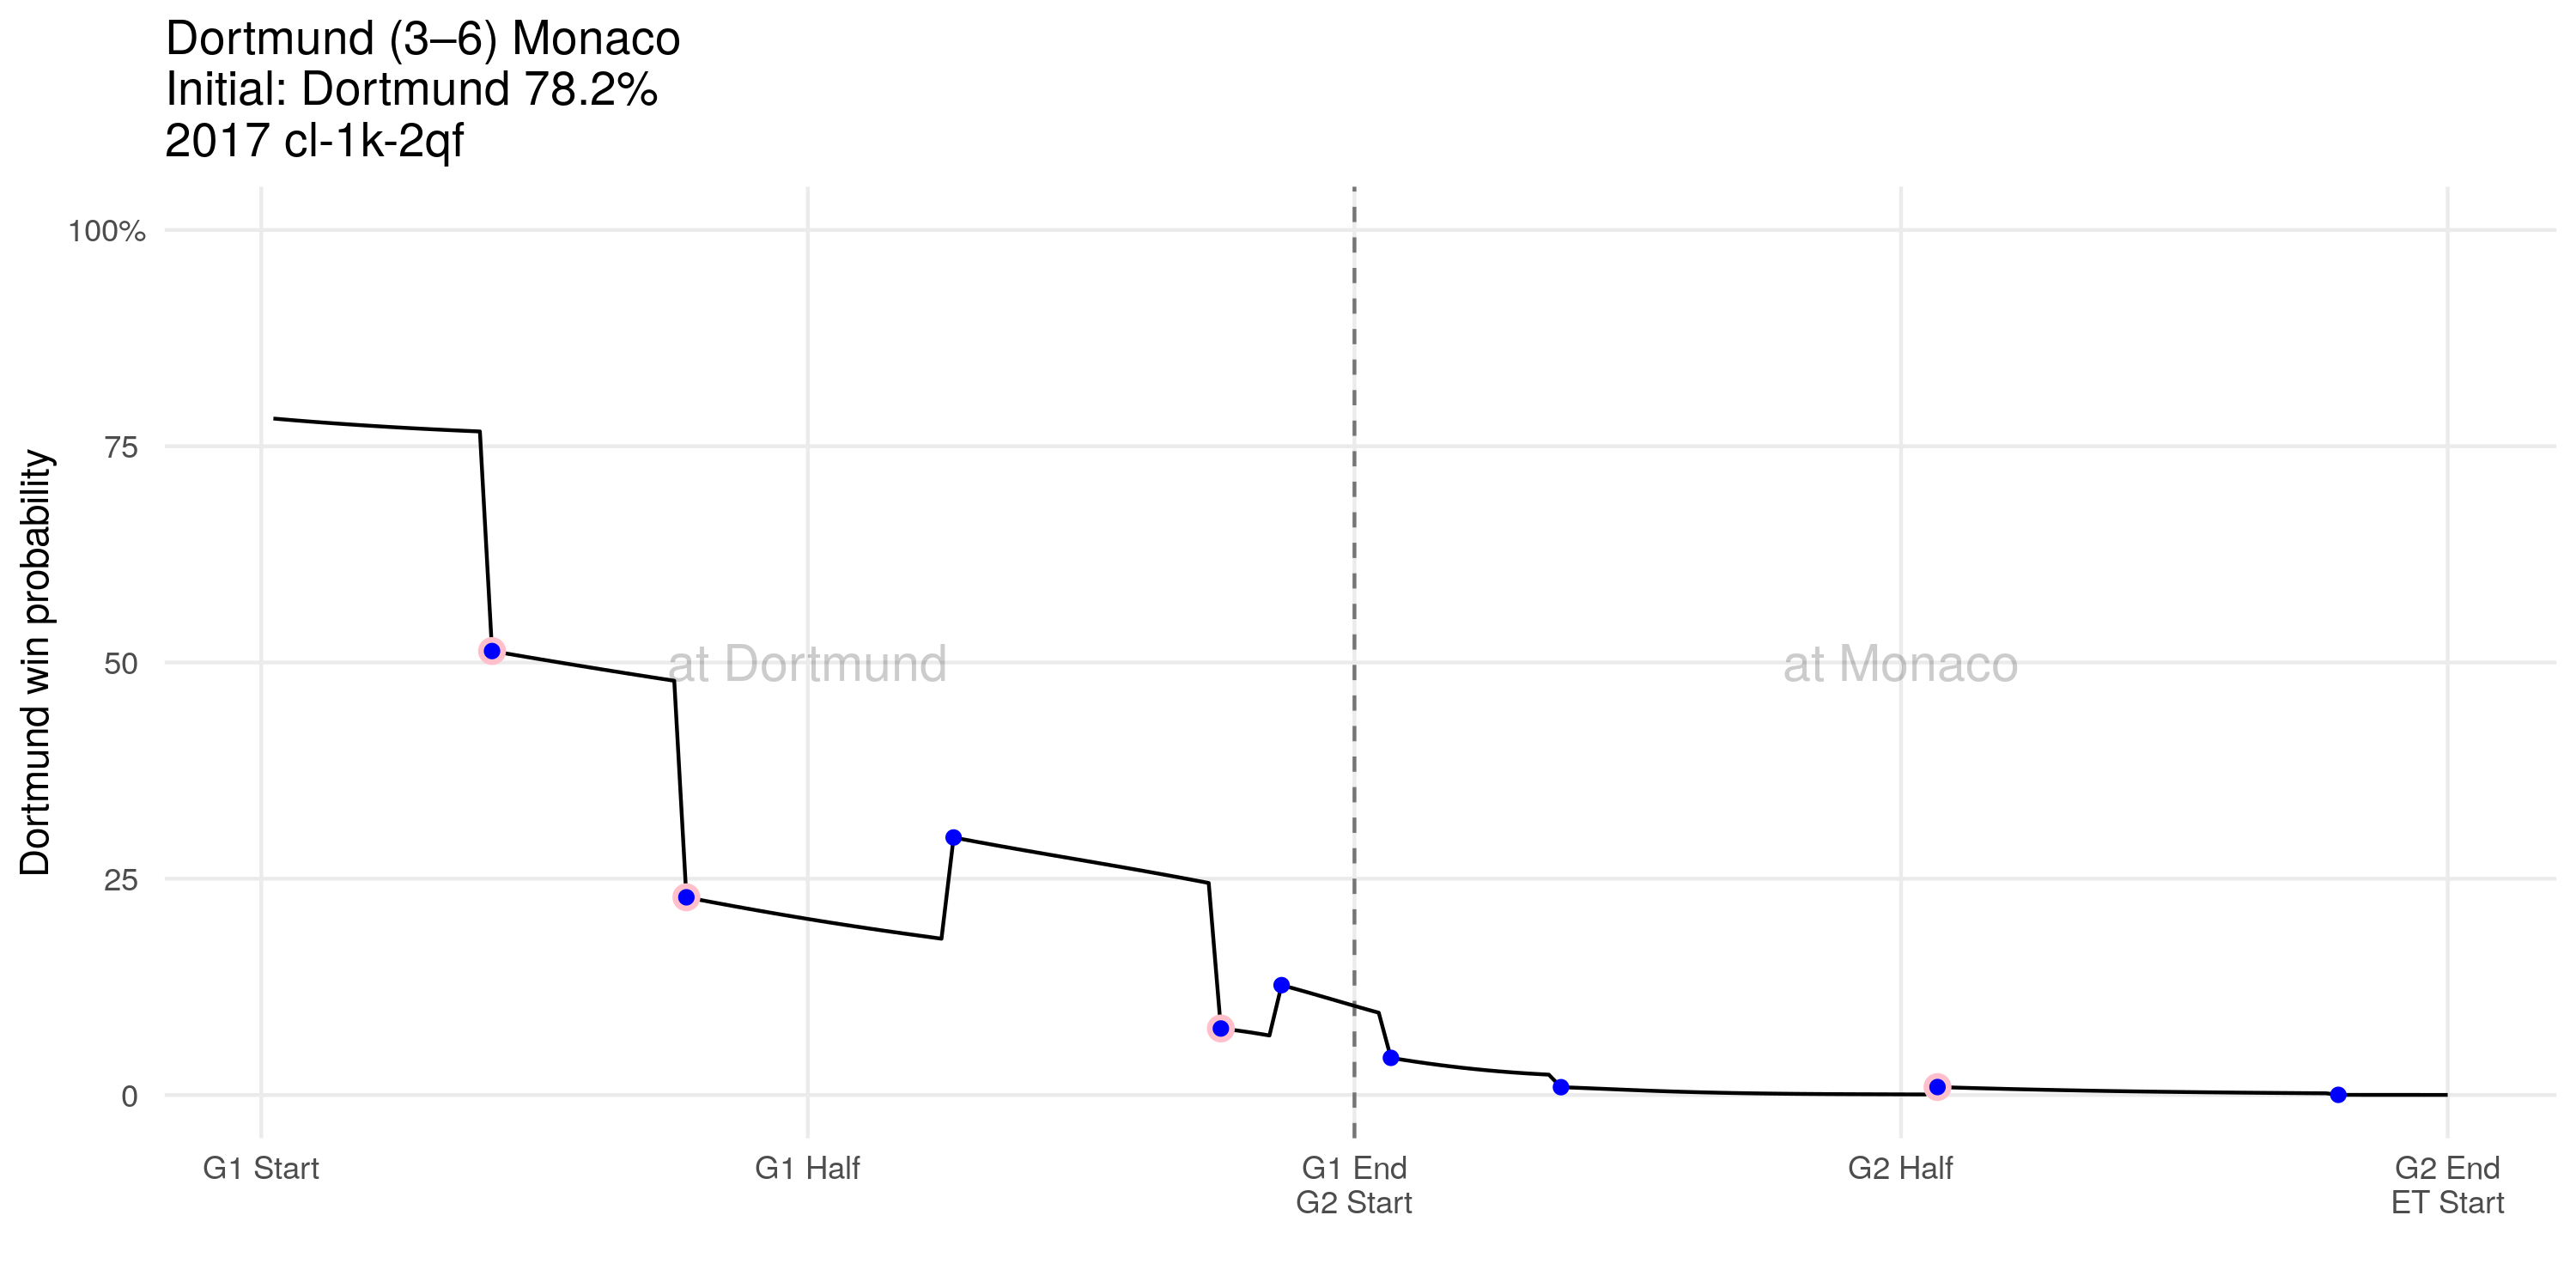 Dortmund (3–6) Monaco
Initial: Dortmund 78.2%
2017 cl-1k-2qf
Dortmund win probability
100%
75
50
25
0
at Dortmund
at Monaco
G1 Start
G1 Half
G1 End
G2 Start
G2 Half
G2 End
ET Start